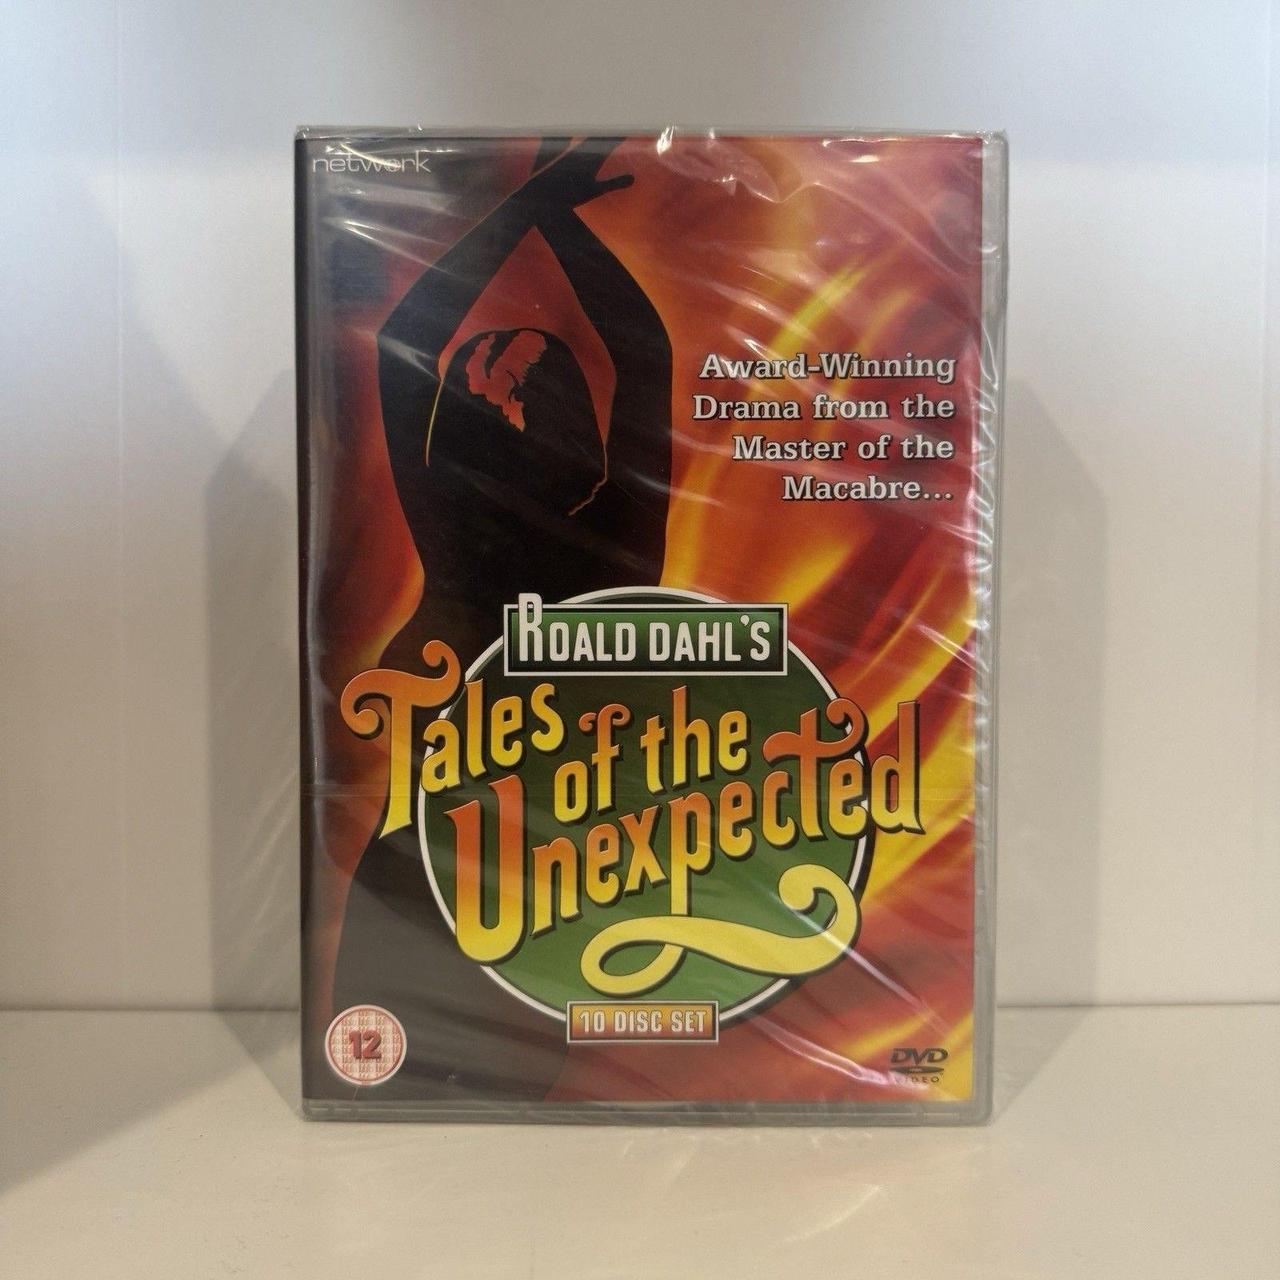 network
Award-Winning
Drama from the
Master of the
Macabre...
ROALD DAHL'S
Tales of the
Unexpected
10 DISC SET
12
DVD
VIDEO